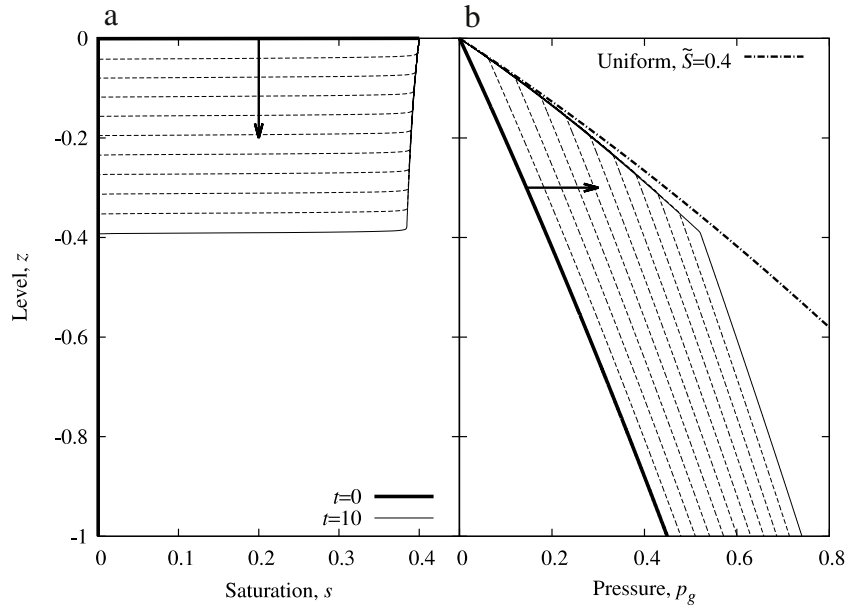 a
b
0
-0.2
-0.4
-0.6
-0.8
-1
Level, z
Uniform, S̃=0.4
t=0
t=10
0 0.1 0.2 0.3 0.4
0 0.2 0.4 0.6 0.8
Saturation, s
Pressure, p_g